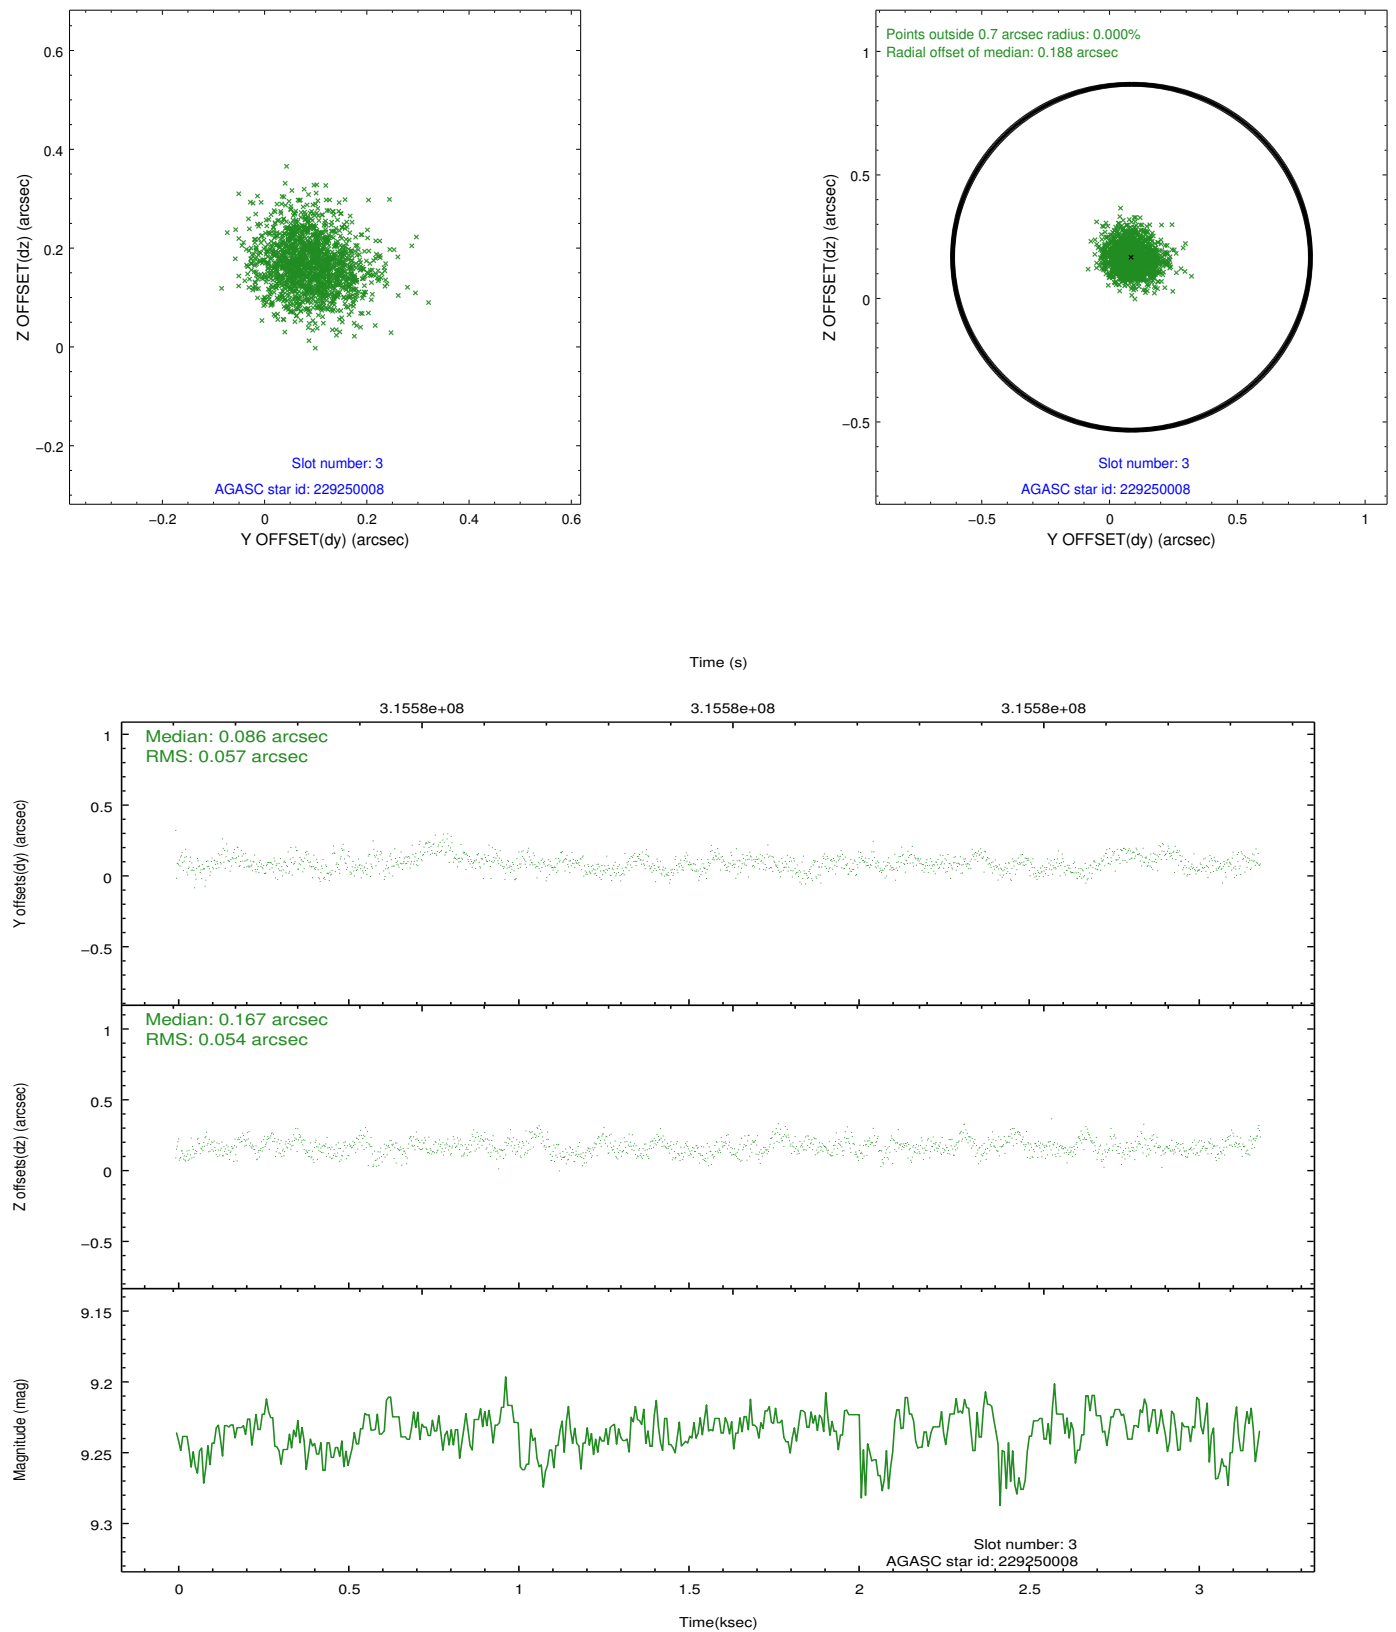 0.6
0.4
0.2
0
−0.2
Z OFFSET(dz) (arcsec)
Slot number: 3
AGASC star id: 229250008
−0.2 0 0.2 0.4 0.6
Y OFFSET(dy) (arcsec)
Points outside 0.7 arcsec radius: 0.000%
Radial offset of median: 0.188 arcsec
1
0.5
0
−0.5
Z OFFSET(dz) (arcsec)
Slot number: 3
AGASC star id: 229250008
−0.5 0 0.5 1
Y OFFSET(dy) (arcsec)
Time (s)
3.1558e+08 3.1558e+08 3.1558e+08
Median: 0.086 arcsec
RMS: 0.057 arcsec
1
0.5
0
−0.5
Y offsets(dy) (arcsec)
Median: 0.167 arcsec
RMS: 0.054 arcsec
1
0.5
0
−0.5
Z offsets(dz) (arcsec)
9.15
9.2
9.25
9.3
Magnitude (mag)
Slot number: 3
AGASC star id: 229250008
0 0.5 1 1.5 2 2.5 3
Time(ksec)